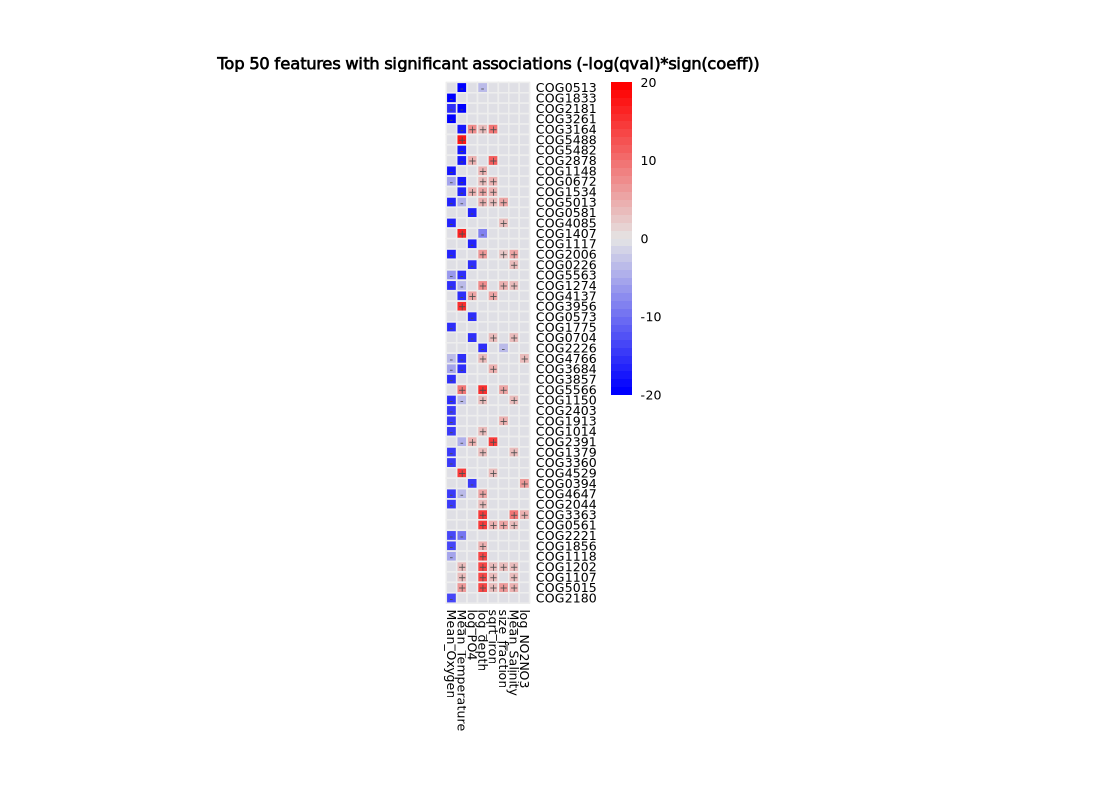 Top 50 features with significant associations (-log(qval)*sign(coeff))
COG0513
COG1833
COG2181
COG3261
COG3164
COG5488
COG5482
COG2878
COG1148
COG0672
COG1534
COG5013
COG0581
COG4085
COG1407
COG1117
COG2006
COG0226
COG5563
COG1274
COG4137
COG3956
COG0573
COG1775
COG0704
COG2226
COG4766
COG3684
COG3857
COG5566
COG1150
COG2403
COG1913
COG1014
COG2391
COG1379
COG3360
COG4529
COG0394
COG4647
COG2044
COG3363
COG0561
COG2221
COG1856
COG1118
COG1202
COG1107
COG5015
COG2180
20
10
0
-10
-20
Mean_Oxygen
Mean_Temperature
log_PO4
log_depth
sqrt_iron
size_fraction
Mean_Salinity
log_NO2NO3